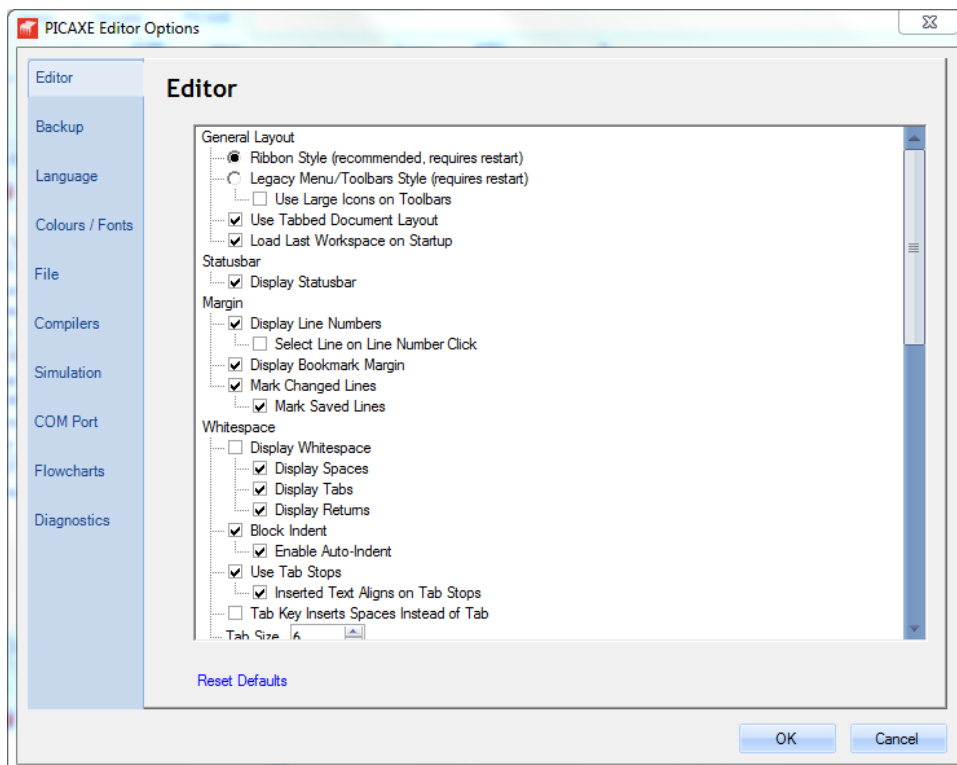 PICAXE Editor Options
Editor
Backup
Language
Colours / Fonts
File
Compilers
Simulation
COM Port
Flowcharts
Diagnostics
Editor
General Layout
Ribbon Style (recommended, requires restart)
Legacy Menu/Toolbars Style (requires restart)
Use Large Icons on Toolbars
Use Tabbed Document Layout
Load Last Workspace on Startup
Statusbar
Display Statusbar
Margin
Display Line Numbers
Select Line on Line Number Click
Display Bookmark Margin
Mark Changed Lines
Mark Saved Lines
Whitespace
Display Whitespace
Display Spaces
Display Tabs
Display Returns
Block Indent
Enable Auto-Indent
Use Tab Stops
Inserted Text Aligns on Tab Stops
Tab Key Inserts Spaces Instead of Tab
Tab Size 6
Reset Defaults
OK Cancel